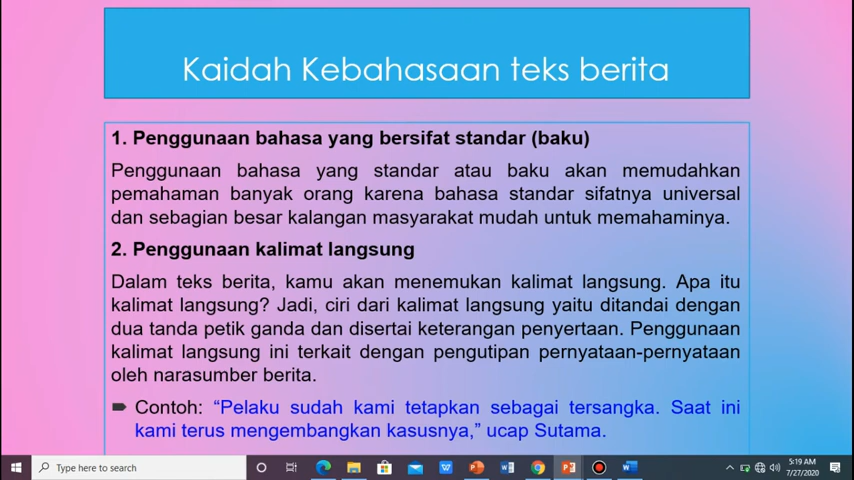 Kaidah Kebahasaan teks berita
1. Penggunaan bahasa yang bersifat standar (baku)
Penggunaan bahasa yang standar atau baku akan memudahkan
pemahaman banyak orang karena bahasa standar sifatnya universal
dan sebagian besar kalangan masyarakat mudah untuk memahaminya.
2. Penggunaan kalimat langsung
Dalam teks berita, kamu akan menemukan kalimat langsung. Apa itu
kalimat langsung? Jadi, ciri dari kalimat langsung yaitu ditandai dengan
dua tanda petik ganda dan disertai keterangan penyertaan. Penggunaan
kalimat langsung ini terkait dengan pengutipan pernyataan-pernyataan
oleh narasumber berita.
Contoh: “Pelaku sudah kami tetapkan sebagai tersangka. Saat ini
kami terus mengembangkan kasusnya,” ucap Sutama.
Type here to search
5:19 AM
7/27/2020